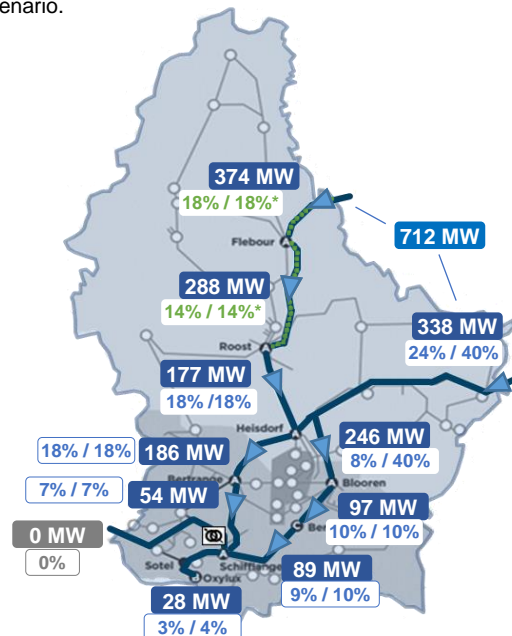 enario.
374 MW
18% / 18%*
Flebour
712 MW
288 MW
14% / 14%*
338 MW
24% / 40%
Roost
177 MW
18% /18%
Heisdorf
18% / 18%
186 MW
246 MW
8% / 40%
Bertrange
Blooren
7% / 7%
54 MW
97 MW
10% / 10%
Be
0 MW
0%
Sotel
Schifflange
Oxylux
89 MW
9% / 10%
28 MW
3% / 4%